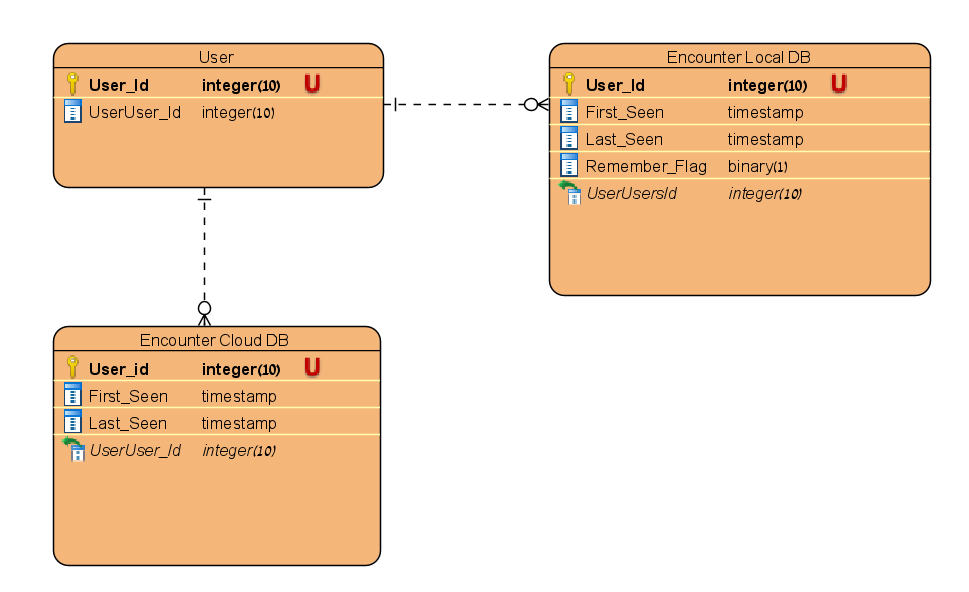 User
User_Id integer(10) U
UserUser_Id integer(10)
Encounter Local DB
User_Id integer(10) U
First_Seen timestamp
Last_Seen timestamp
Remember_Flag binary(1)
UserUsersId integer(10)
Encounter Cloud DB
User_id integer(10) U
First_Seen timestamp
Last_Seen timestamp
UserUser_Id integer(10)